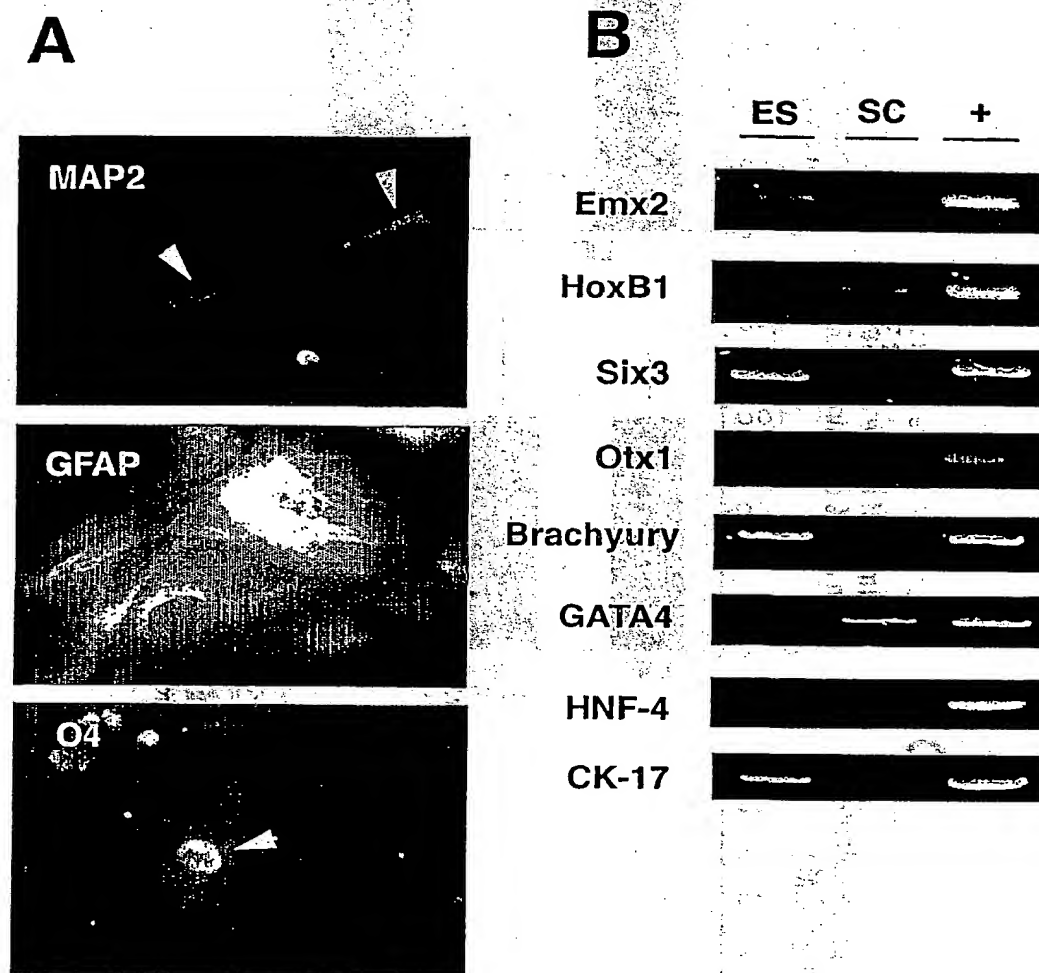 A
MAP2
GFAP
O4
B
ES SC +
Emx2
HoxB1
Six3
Otx1
Brachyury
GATA4
HNF-4
CK-17